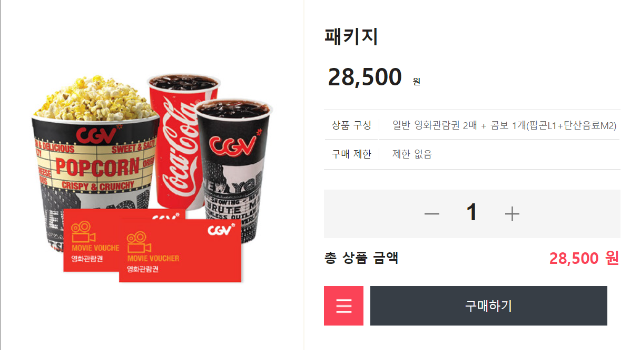 패키지
28,500 원
상품 구성 일반 영화관람권 2매 + 콤보 1개(팝콘L1+탄산음료M2)
구매 제한 제한 없음
1
총 상품 금액 28,500 원
구매하기
CGV
SWEET & SALTY
POPCORN
CRISPY & CRUNCHY
Coca-Cola
CGV
MOVIE VOUCHE
영화관람권
CGV
MOVIE VOUCHER
영화관람권